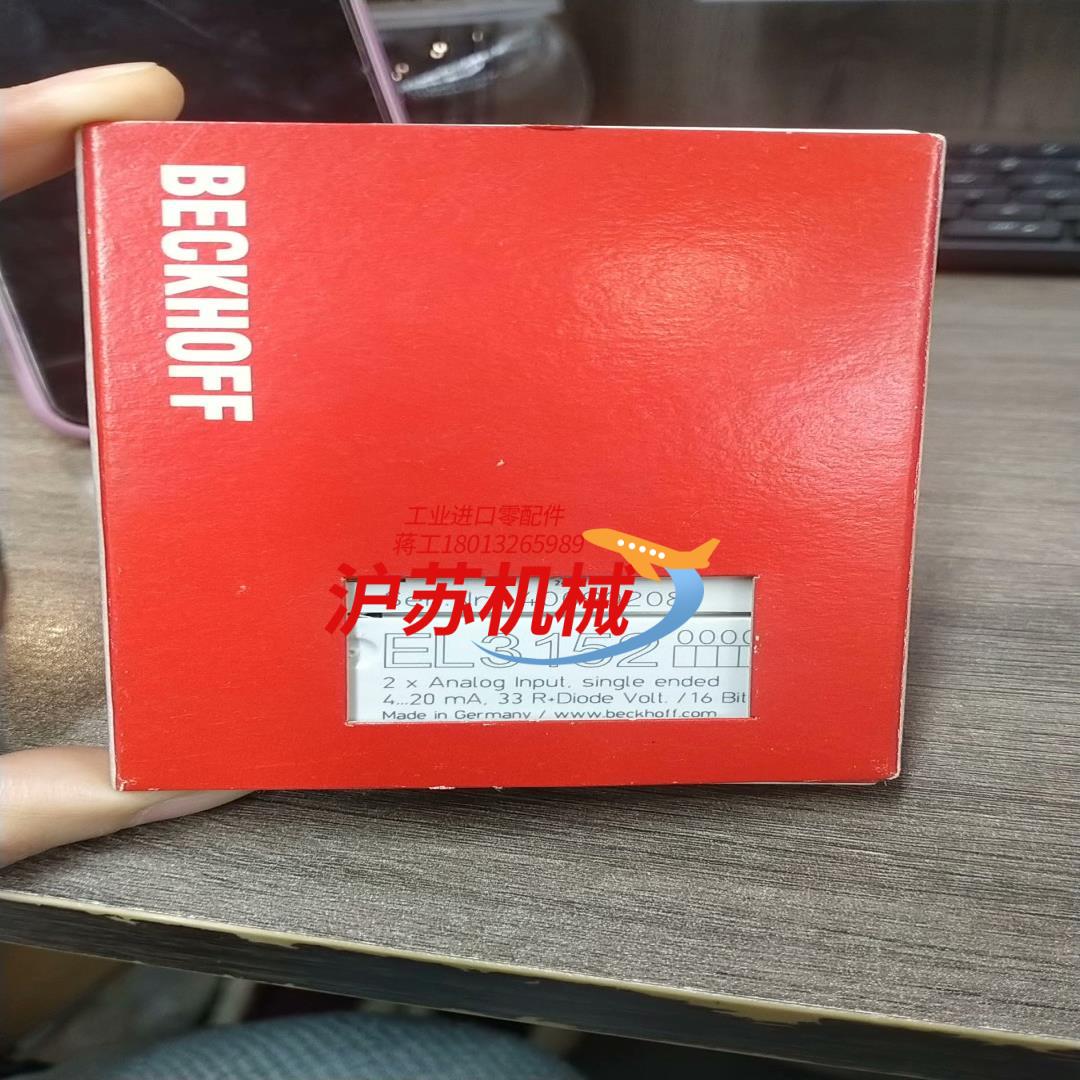 BECKHOFF
工业进口零配件
蒋工18013265989
沪苏机械
EL3152
2 x Analog Input, single ended
4...20 mA, 33 R+Diode Volt. /16 Bit
Made in Germany / www.beckhoff.com